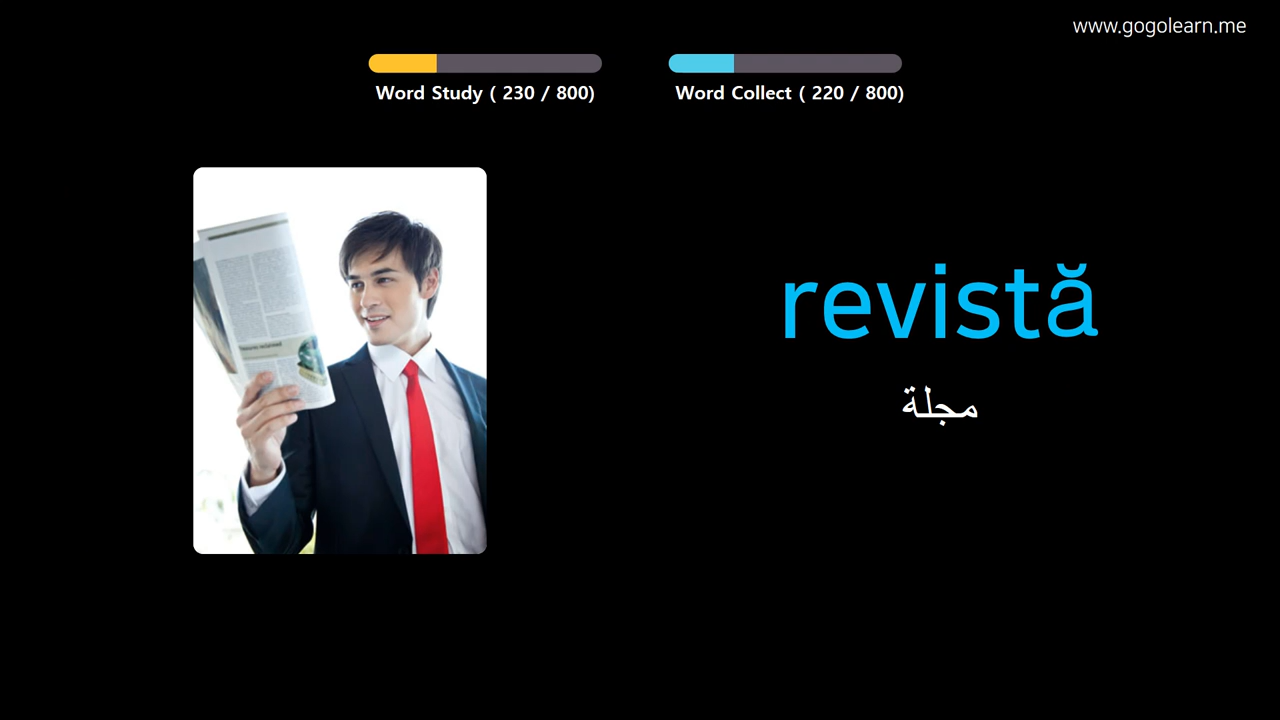 www.gogolearn.me
Word Study ( 230 / 800)
Word Collect ( 220 / 800)
revistă
مجلة